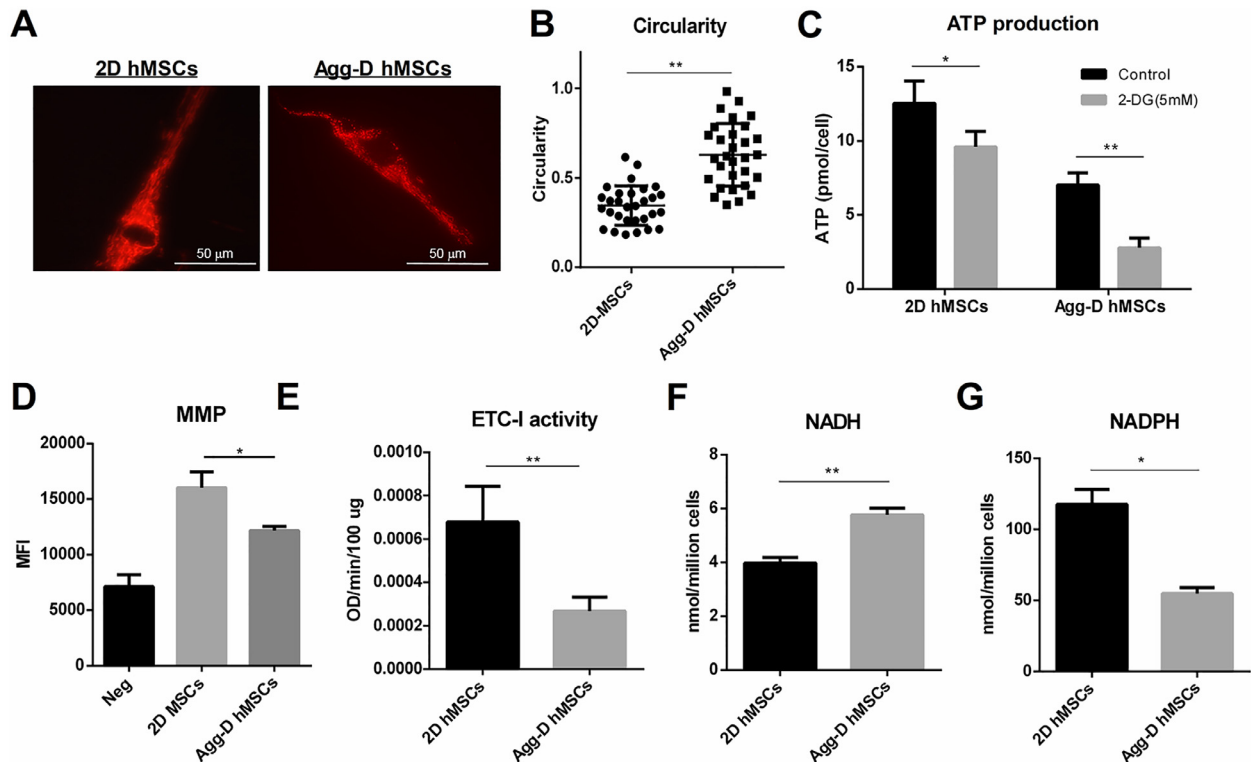 A
2D hMSCs
Agg-D hMSCs
50 μm
50 μm
B
Circularity
**
Circularity
1.0
0.5
0.0
2D-MSCs
Agg-D hMSCs
C
ATP production
Control
2-DG(5mM)
*
**
ATP (pmol/cell)
15
10
5
0
2D hMSCs
Agg-D hMSCs
D
MMP
*
MFI
20000
15000
10000
5000
0
Neg
2D MSCs
Agg-D hMSCs
E
ETC-I activity
**
OD/min/100 ug
0.0010
0.0008
0.0006
0.0004
0.0002
0.0000
2D hMSCs
Agg-D hMSCs
F
NADH
**
nmol/million cells
8
6
4
2
0
2D hMSCs
Agg-D hMSCs
G
NADPH
*
nmol/million cells
150
100
50
0
2D hMSCs
Agg-D hMSCs